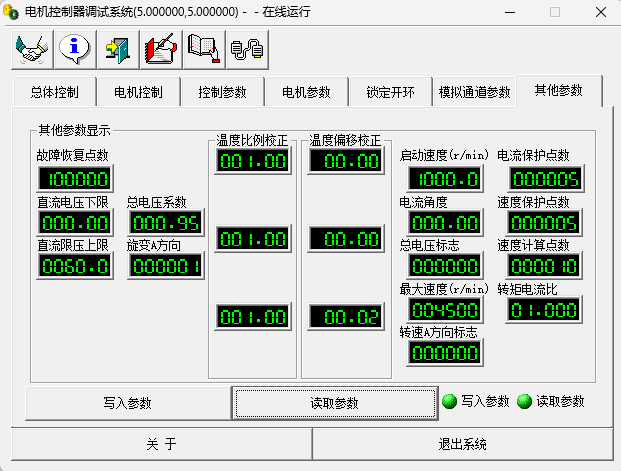 电机控制器调试系统(5.000000,5.000000) - - 在线运行
总体控制 电机控制 控制参数 电机参数 锁定开环 模拟通道参数 其他参数
其他参数显示
故障恢复点数
100000
直流电压下限 总电压系数
000.00 000.95
直流限压上限 旋变A方向
0060.0 000001
温度比例校正
001.00
001.00
001.00
温度偏移校正
00.00
00.00
00.02
启动速度(r/min) 电流保护点数
1000.0 000005
电流角度 速度保护点数
000.00 000005
总电压标志 速度计算点数
000000 000010
最大速度(r/min) 转矩电流比
004500 01.000
转速A方向标志
000000
写入参数 读取参数 写入参数 读取参数
关 于 退出系统